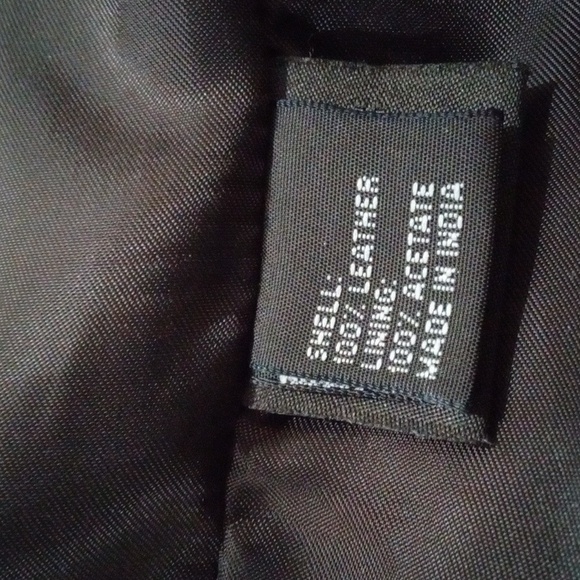 SHELL:
100% LEATHER
LINING:
100% ACETATE
MADE IN INDIA